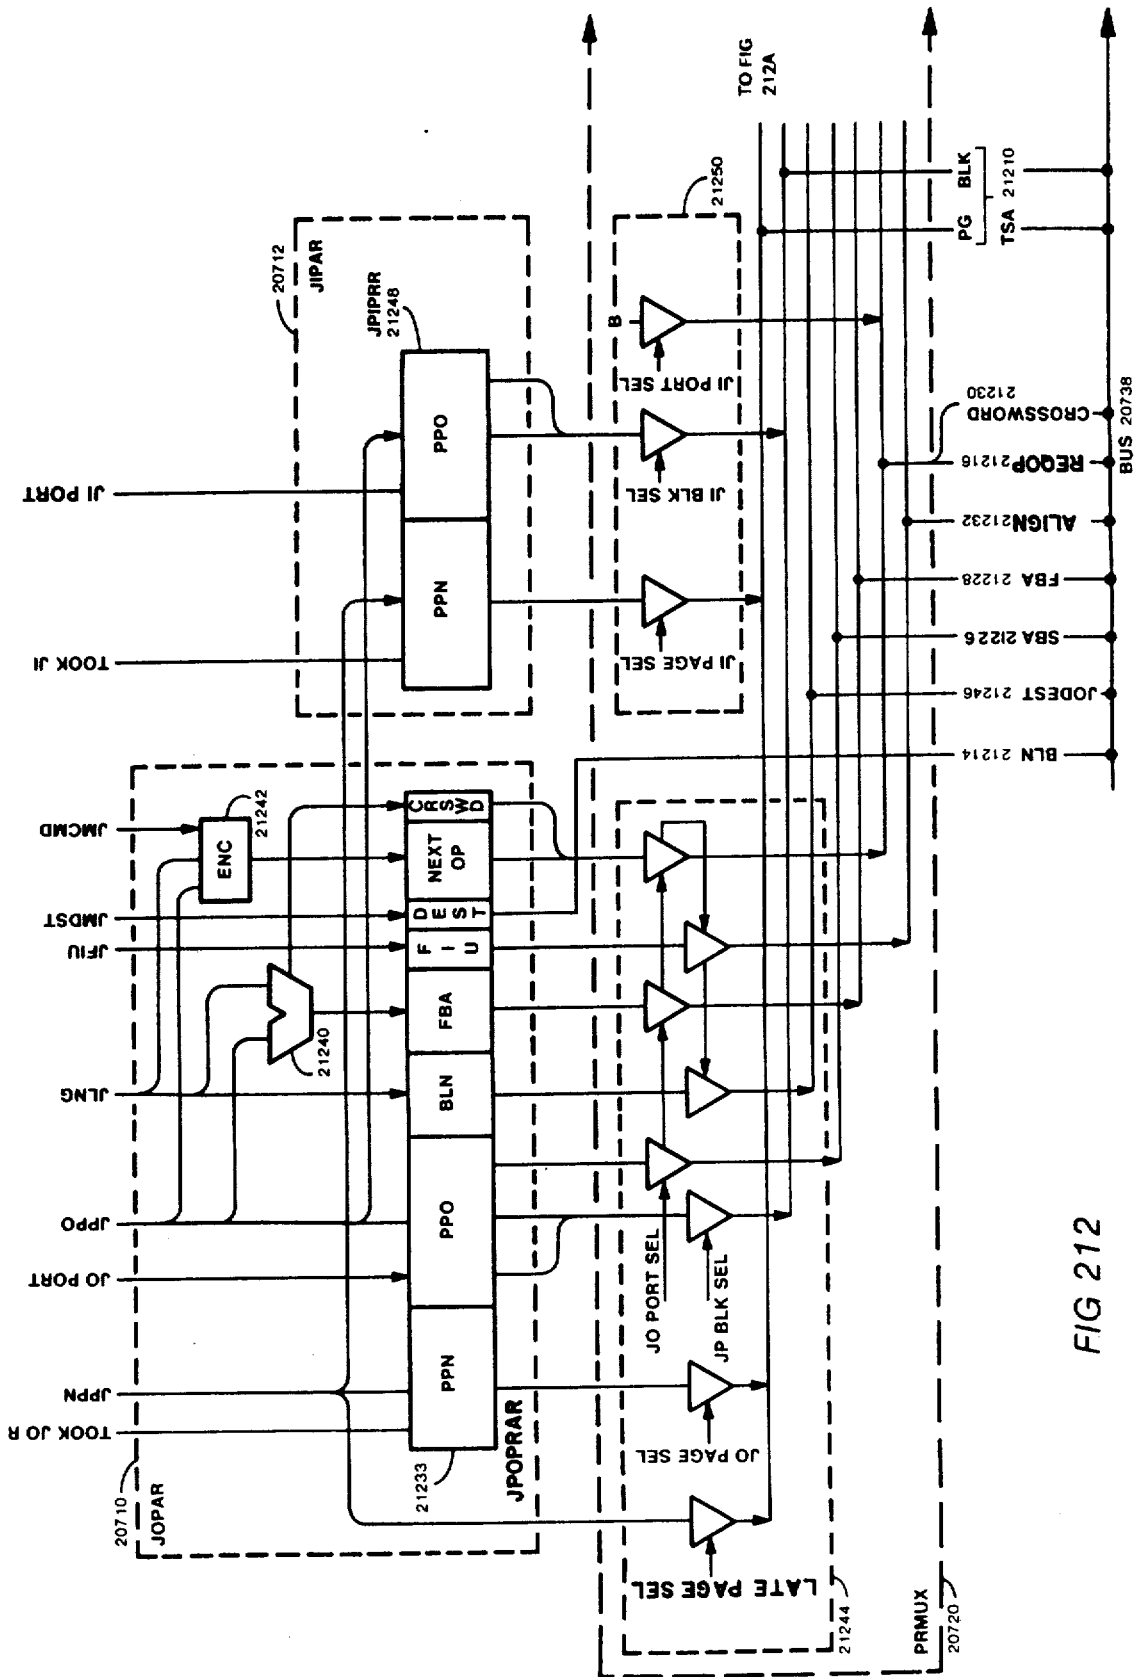 TOOK JO R
JPPN
JO PORT
JPPO
JLNG
JFIU
JMDST
JMCMD
TOOK JI
JI PORT
20710
JOPAR
21240
ENC
21242
PPN
PPO
BLN
FBA
FIU
DEST
NEXT OP
CRSWD
21233
JPOPRAR
20712
JIPAR
JPIPRR
21248
PPN
PPO
LATE PAGE SEL
JO PAGE SEL
JO PORT SEL
JP BLK SEL
21244
JI PAGE SEL
JI BLK SEL
JI PORT SEL
B
21250
TO FIG
212A
PRMUX
20720
BLN 21214
JODEST 21246
SBA 21226
FBA 21228
ALIGN 21232
REQOP 21216
CROSSWORD
21230
PG
BLK
TSA 21210
BUS 20738
FIG 212